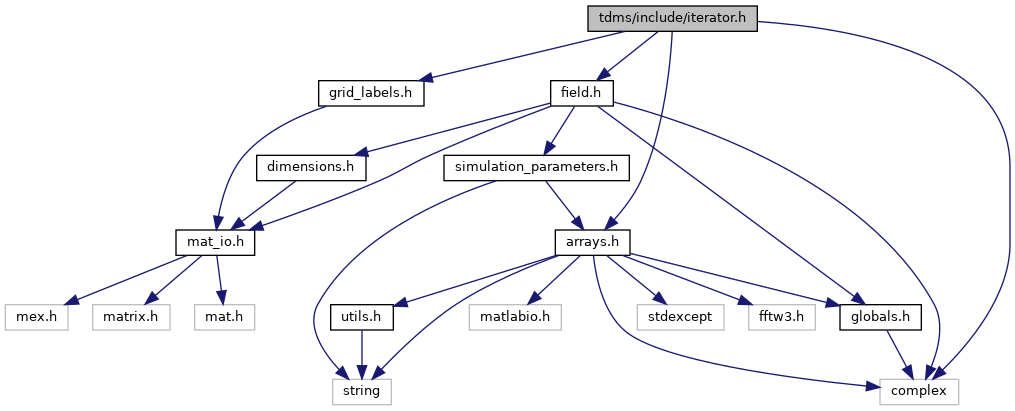 tdms/include/iterator.h
grid_labels.h
field.h
dimensions.h
simulation_parameters.h
mat_io.h
arrays.h
mex.h
matrix.h
mat.h
utils.h
matlabio.h
stdexcept
fftw3.h
globals.h
string
complex